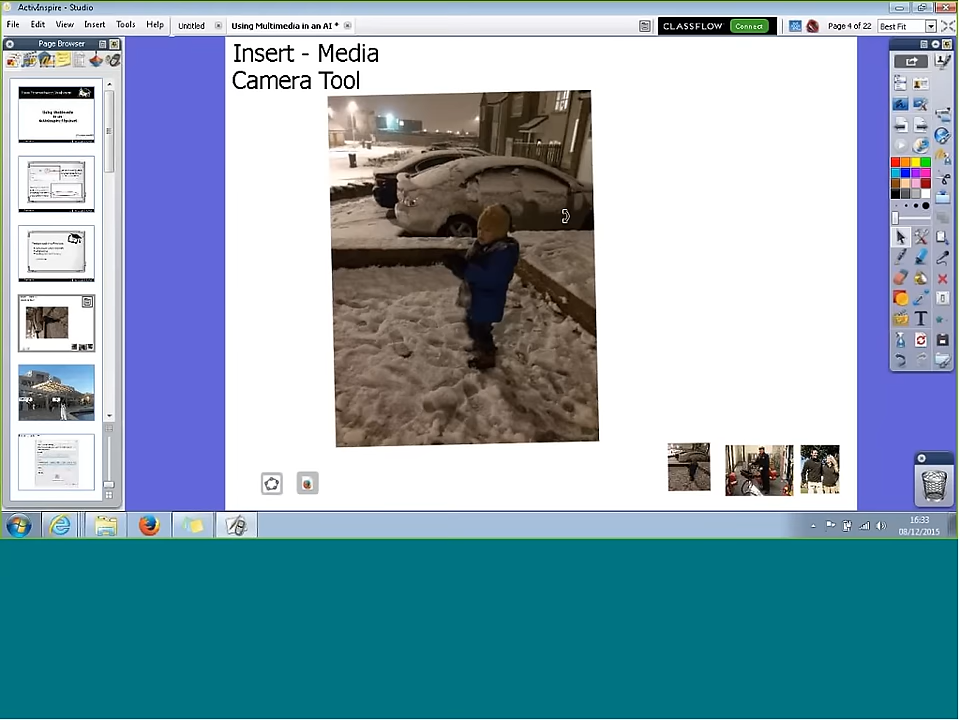 ActivInspire - Studio
File Edit View Insert Tools Help
Untitled
Using Multimedia in an AI *
CLASSFLOW Connect
Page 4 of 22
Best Fit
Page Browser
Insert - Media
Camera Tool
16:33
08/12/2015